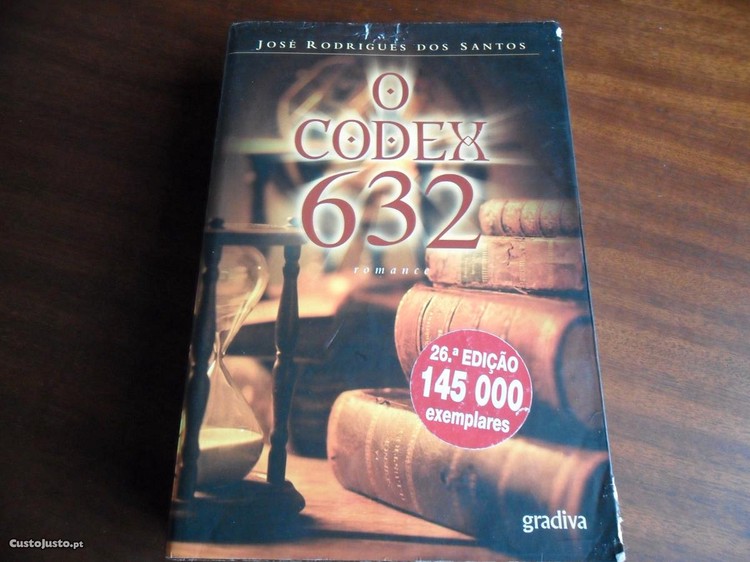 JOSÉ RODRIGUES DOS SANTOS
O
CODEX
632
romance
26.ª EDIÇÃO
145 000
exemplares
gradiva
CustoJusto.pt